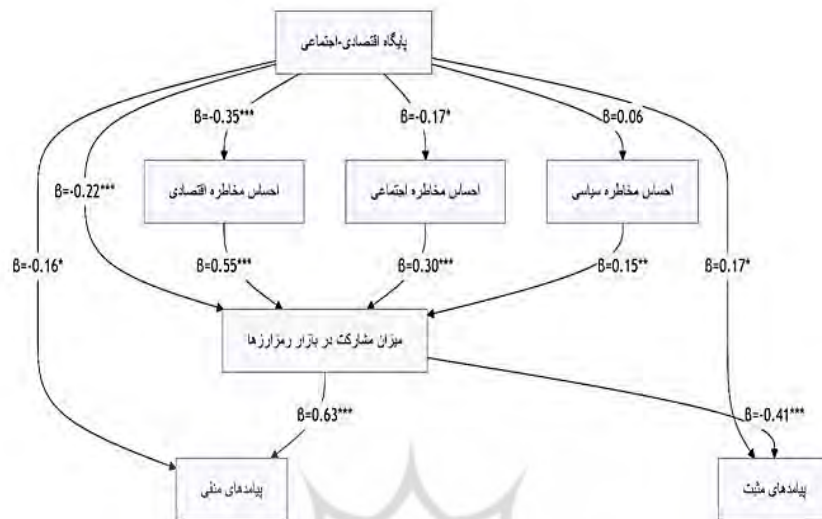 پایگاه اقتصادی-اجتماعی
β=-0.35***
β=-0.17*
β=0.06
احساس مخاطره اقتصادی
احساس مخاطره اجتماعی
احساس مخاطره سیاسی
β=-0.22***
β=-0.16*
β=0.55***
β=0.30***
β=0.15**
β=0.17*
میزان مشارکت در بازار رمزارزها
β=0.63***
β=-0.41***
پیامدهای منفی
پیامدهای مثبت